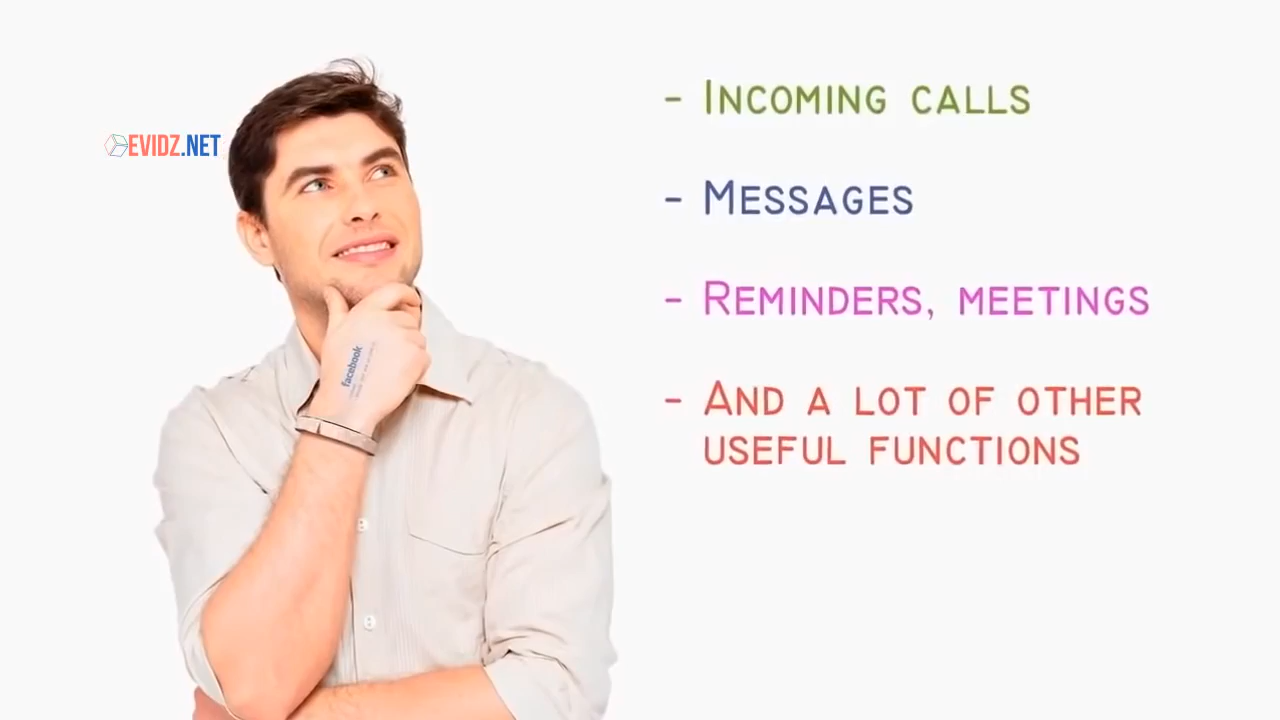 EVIDZ.NET
- Incoming calls
- Messages
- Reminders, meetings
- And a lot of other
useful functions
facebook